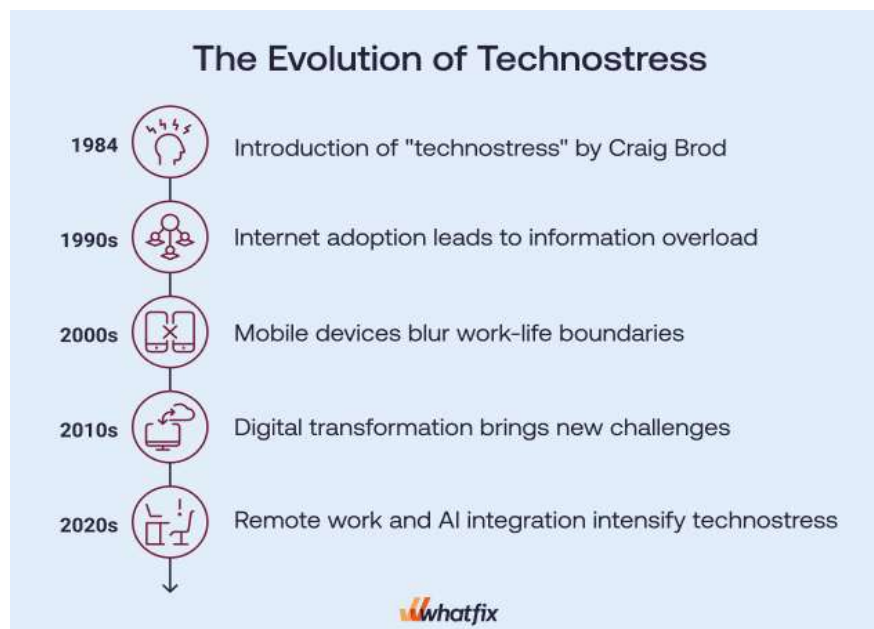 The Evolution of Technostress
1984
Introduction of "technostress" by Craig Brod
1990s
Internet adoption leads to information overload
2000s
Mobile devices blur work-life boundaries
2010s
Digital transformation brings new challenges
2020s
Remote work and AI integration intensify technostress
whatfix